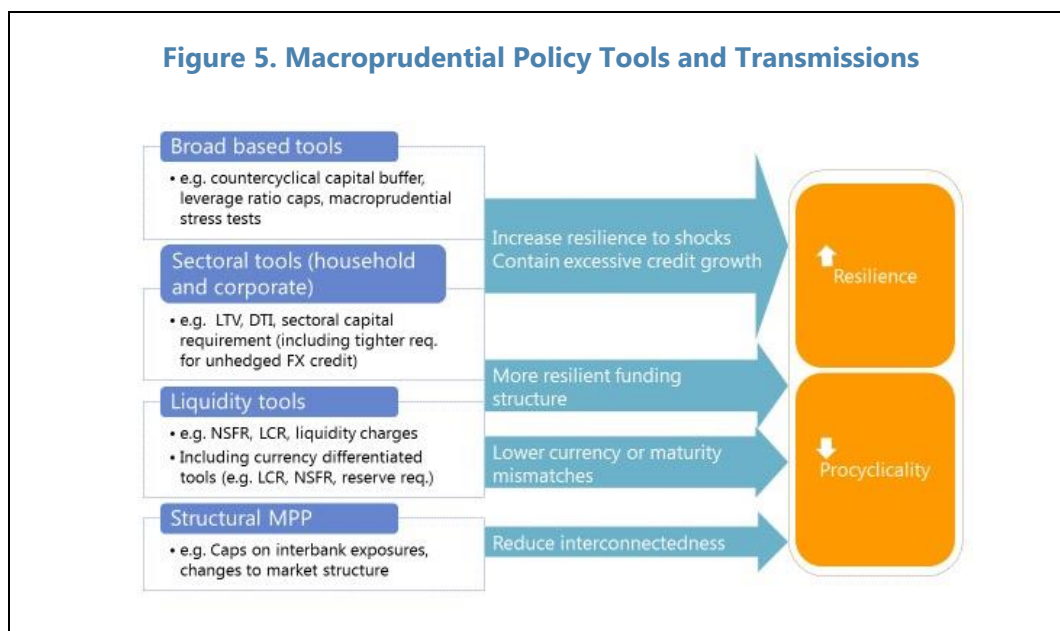 Figure 5. Macroprudential Policy Tools and Transmissions
Broad based tools
• e.g. countercyclical capital buffer,
leverage ratio caps, macroprudential
stress tests
Sectoral tools (household
and corporate)
• e.g. LTV, DTI, sectoral capital
requirement (including tighter req.
for unhedged FX credit)
Liquidity tools
• e.g. NSFR, LCR, liquidity charges
• Including currency differentiated
tools (e.g. LCR, NSFR, reserve req.)
Structural MPP
• e.g. Caps on interbank exposures,
changes to market structure
Increase resilience to shocks
Contain excessive credit growth
More resilient funding
structure
Lower currency or maturity
mismatches
Reduce interconnectedness
Resilience
Procyclicality